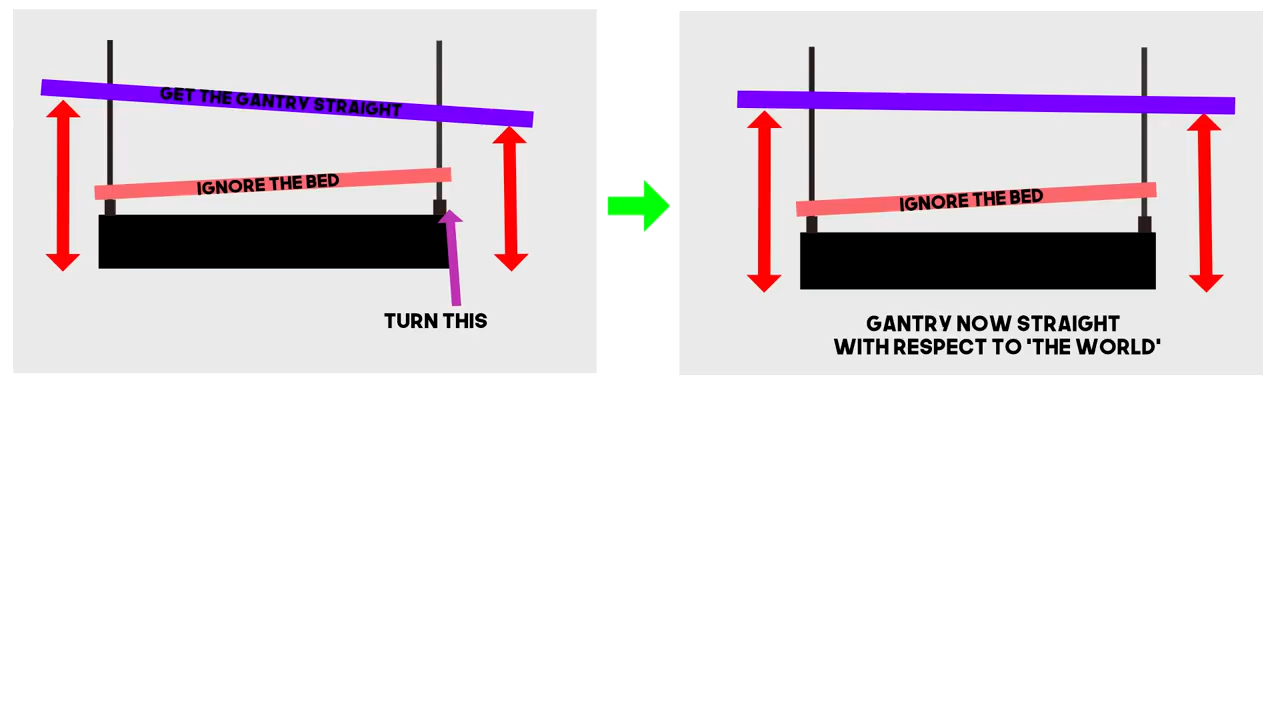 GET THE GANTRY STRAIGHT
IGNORE THE BED
TURN THIS
IGNORE THE BED
GANTRY NOW STRAIGHT
WITH RESPECT TO 'THE WORLD'